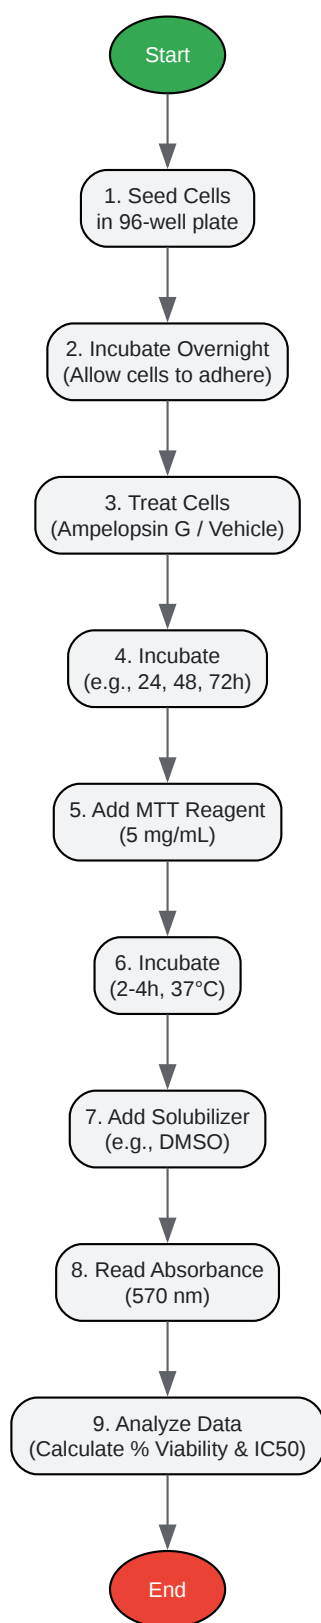 Start
1. Seed Cells
in 96-well plate
2. Incubate Overnight
(Allow cells to adhere)
3. Treat Cells
(Ampelopsin G / Vehicle)
4. Incubate
(e.g., 24, 48, 72h)
5. Add MTT Reagent
(5 mg/mL)
6. Incubate
(2-4h, 37°C)
7. Add Solubilizer
(e.g., DMSO)
8. Read Absorbance
(570 nm)
9. Analyze Data
(Calculate % Viability & IC50)
End